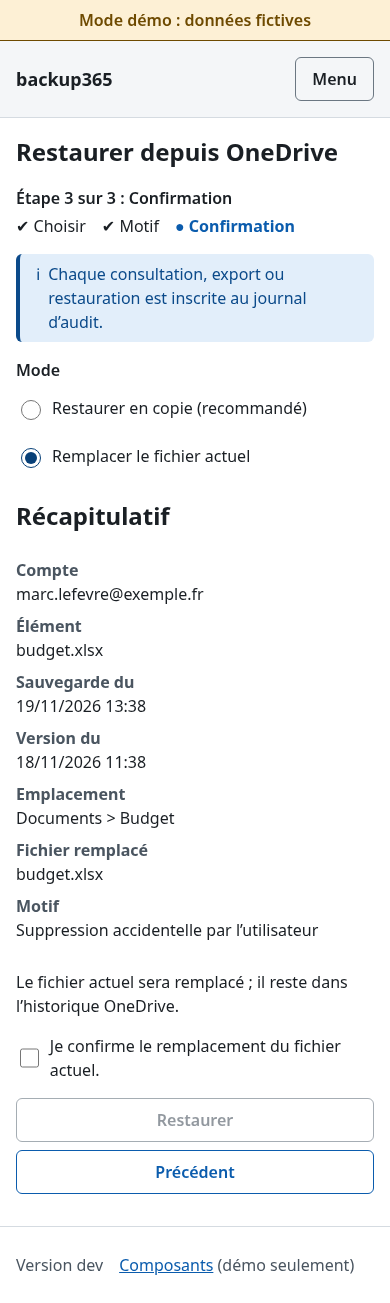 Mode démo : données fictives
backup365
Menu
Restaurer depuis OneDrive
Étape 3 sur 3 : Confirmation
✔ Choisir ✔ Motif ● Confirmation
i Chaque consultation, export ou
restauration est inscrite au journal
d’audit.
Mode
Restaurer en copie (recommandé)
Remplacer le fichier actuel
Récapitulatif
Compte
marc.lefevre@exemple.fr
Élément
budget.xlsx
Sauvegarde du
19/11/2026 13:38
Version du
18/11/2026 11:38
Emplacement
Documents > Budget
Fichier remplacé
budget.xlsx
Motif
Suppression accidentelle par l’utilisateur
Le fichier actuel sera remplacé ; il reste dans
l’historique OneDrive.
Je confirme le remplacement du fichier
actuel.
Restaurer
Précédent
Version dev Composants (démo seulement)